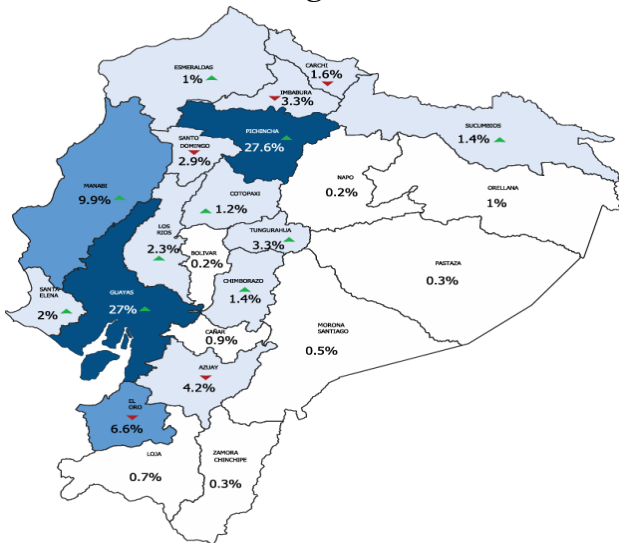 ESMERALDAS
1%
CARCHI
1.6%
IMBABURA
3.3%
PICHINCHA
27.6%
SUCUMBIOS
1.4%
SANTO
DOMINGO
2.9%
MANABI
9.9%
COTOPAXI
1.2%
NAPO
0.2%
ORELLANA
1%
LOS
RIOS
2.3%
BOLIVAR
0.2%
TUNGURAHUA
3.3%
PASTAZA
0.3%
SANTA
ELENA
2%
GUAYAS
27%
CHIMBORAZO
1.4%
CAÑAR
0.9%
MORONA
SANTIAGO
0.5%
AZUAY
4.2%
EL
ORO
6.6%
LOJA
0.7%
ZAMORA
CHINCHIPE
0.3%